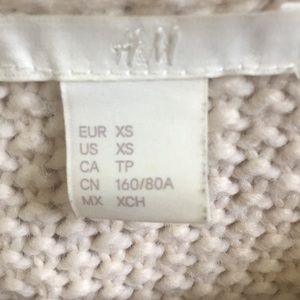 H&M
EUR XS
US XS
CA TP
CN 160/80A
MX XCH